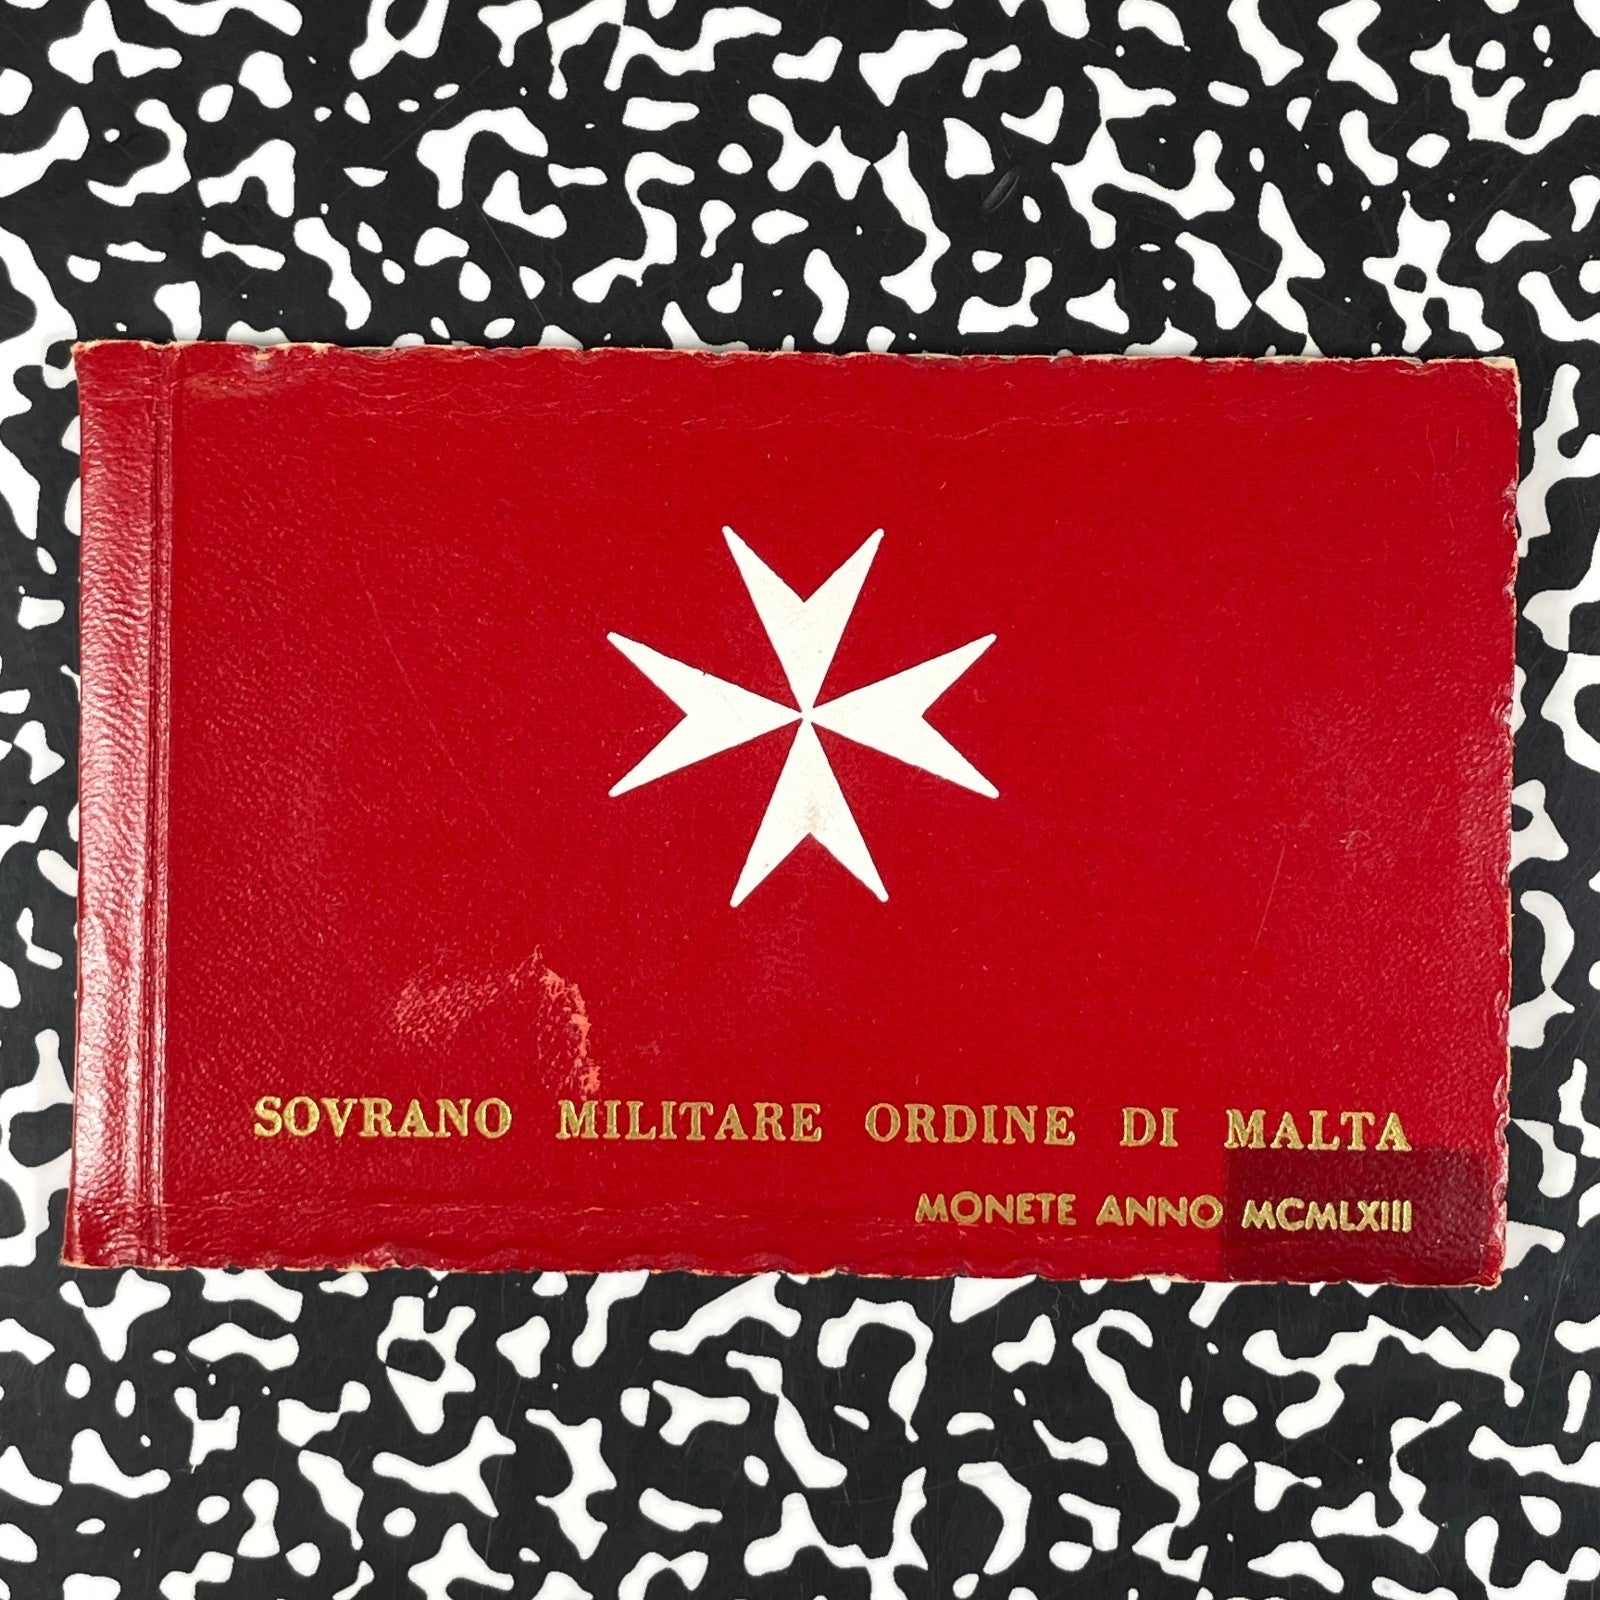 SOVRANO MILITARE ORDINE DI MALTA
MONETE ANNO MCMLXIII